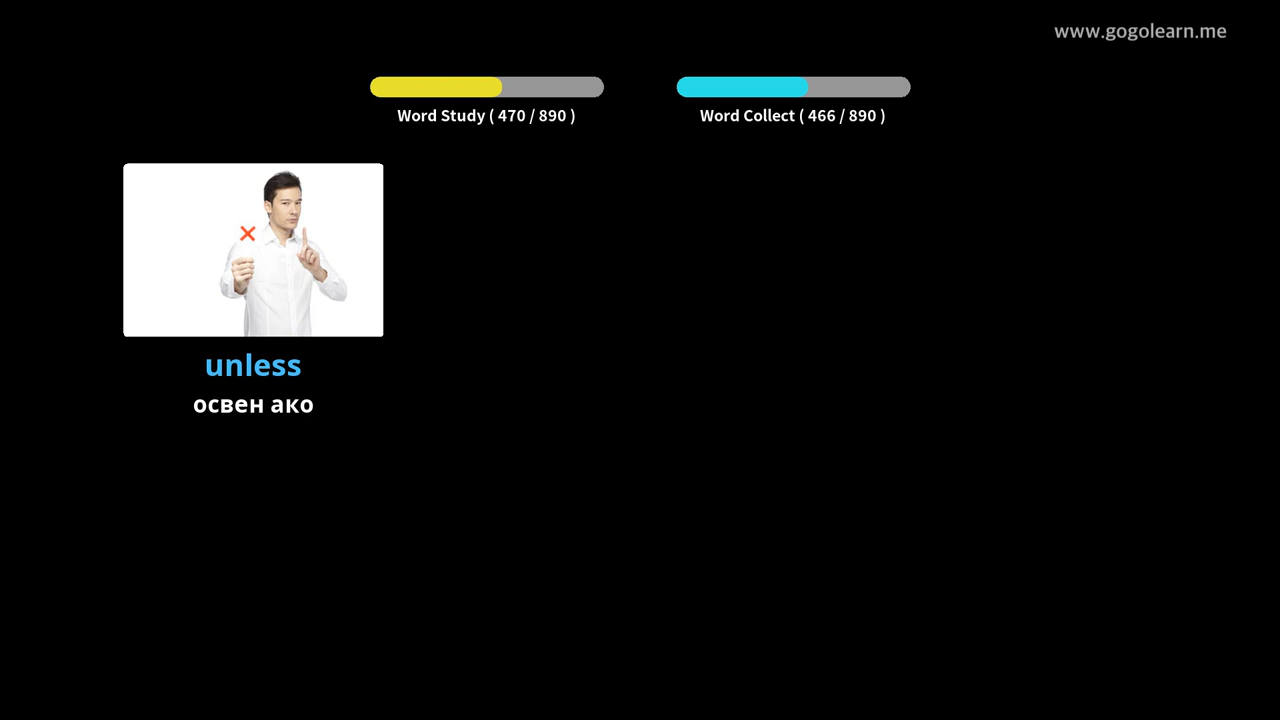 www.gogolearn.me
Word Study ( 470 / 890 )
Word Collect ( 466 / 890 )
unless
освен ако